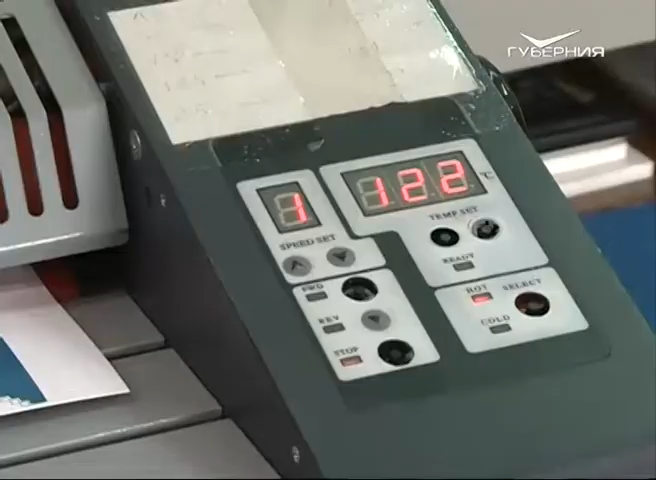 ГУБЕРНИЯ
1
122
°C
SPEED SET
TEMP. SET
READY
FWD
REV
STOP
HOT
SELECT
COLD